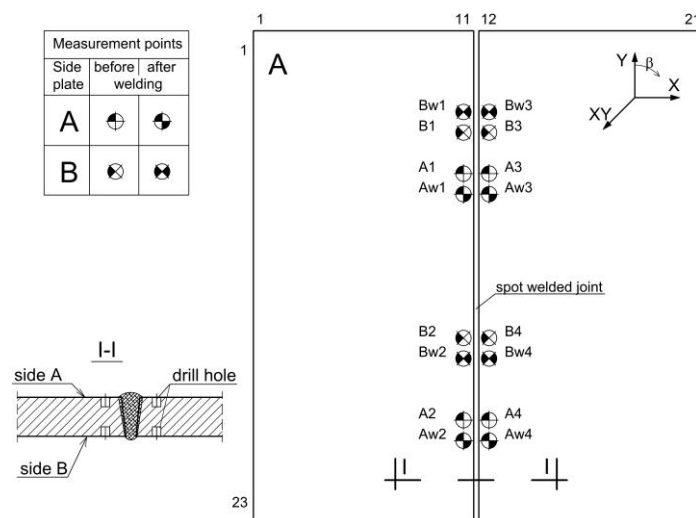 Measurement points
Side plate
before welding
after welding
A
B
1
11
12
21
1
A
23
Y
β
X
XY
Bw1
Bw3
B1
B3
A1
A3
Aw1
Aw3
spot welded joint
B2
B4
Bw2
Bw4
A2
A4
Aw2
Aw4
I
I
I-I
side A
drill hole
side B